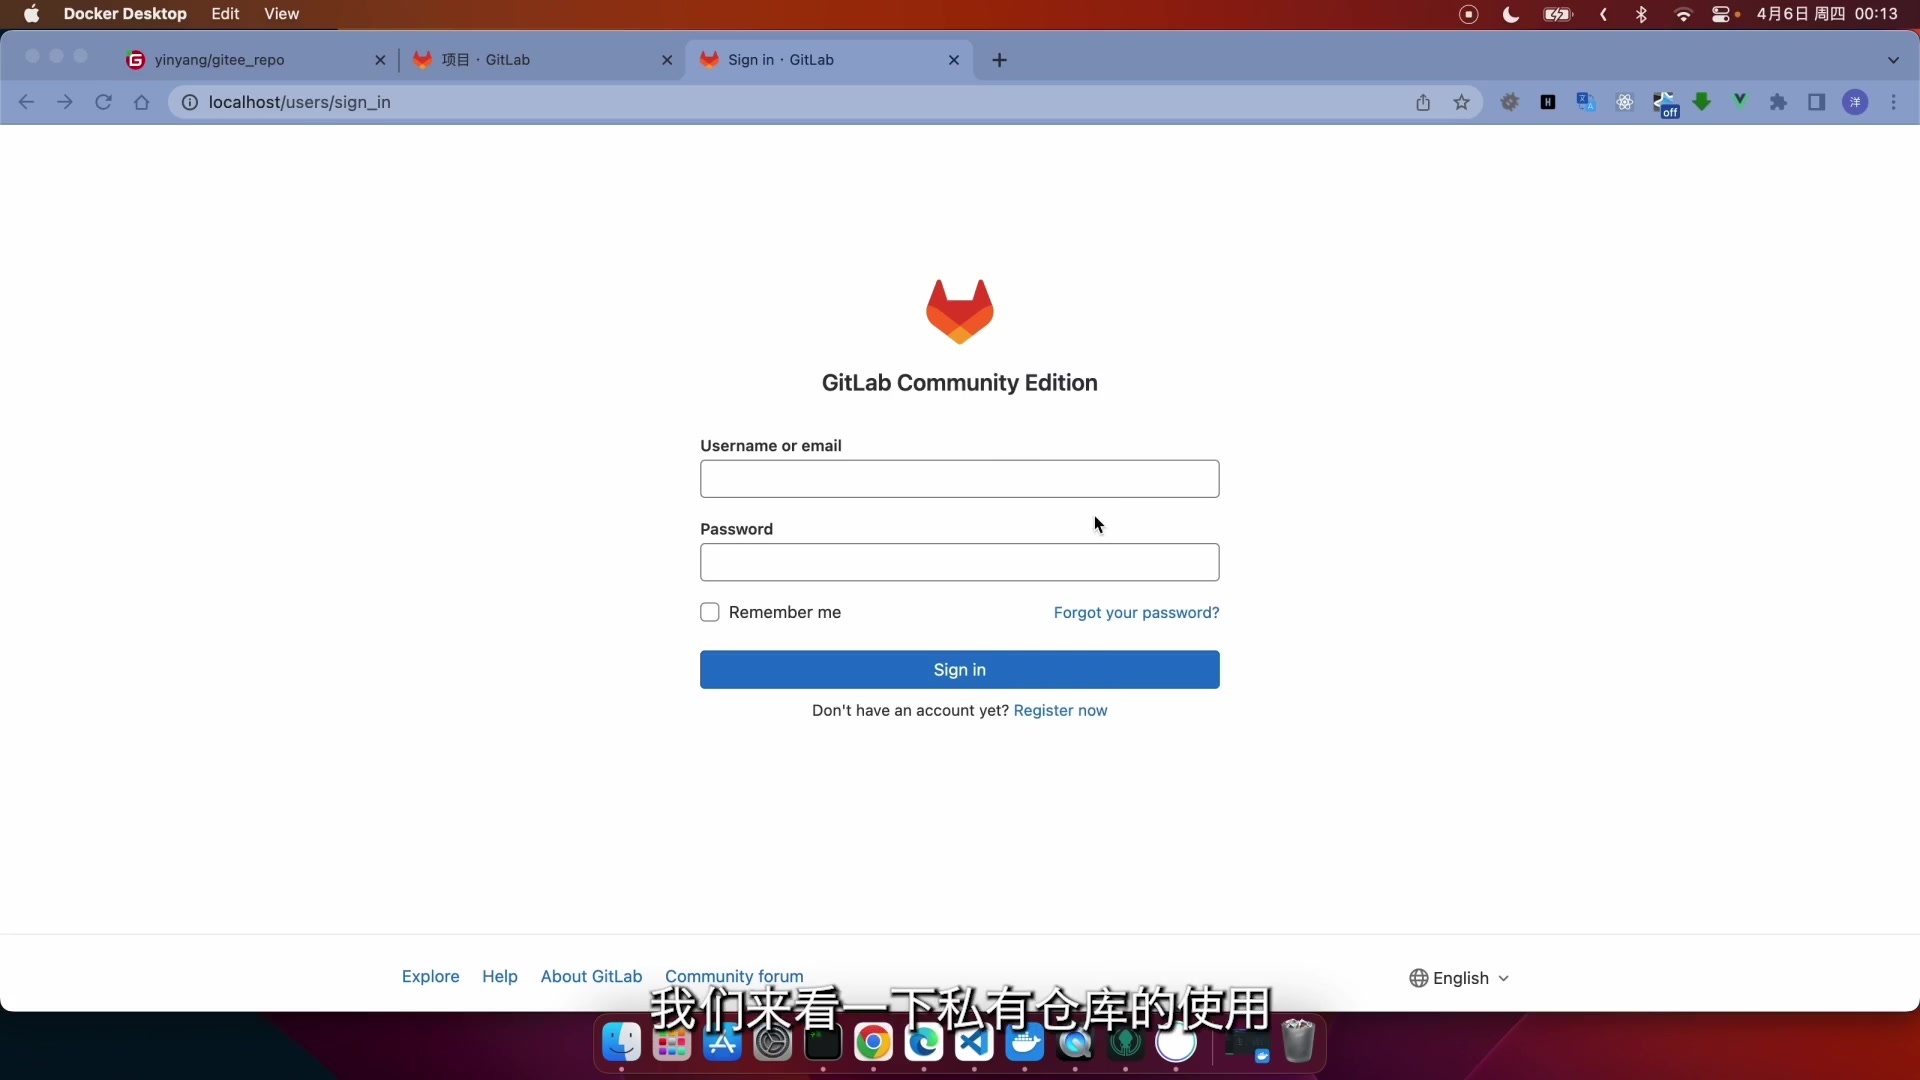 Docker Desktop Edit View 4月6日 周四 00:13
yinyang/gitee_repo 项目 · GitLab Sign in · GitLab
localhost/users/sign_in H off 洋
GitLab Community Edition
Username or email
Password
Remember me Forgot your password?
Sign in
Don't have an account yet? Register now
Explore Help About GitLab Community forum English
我们来看一下私有仓库的使用